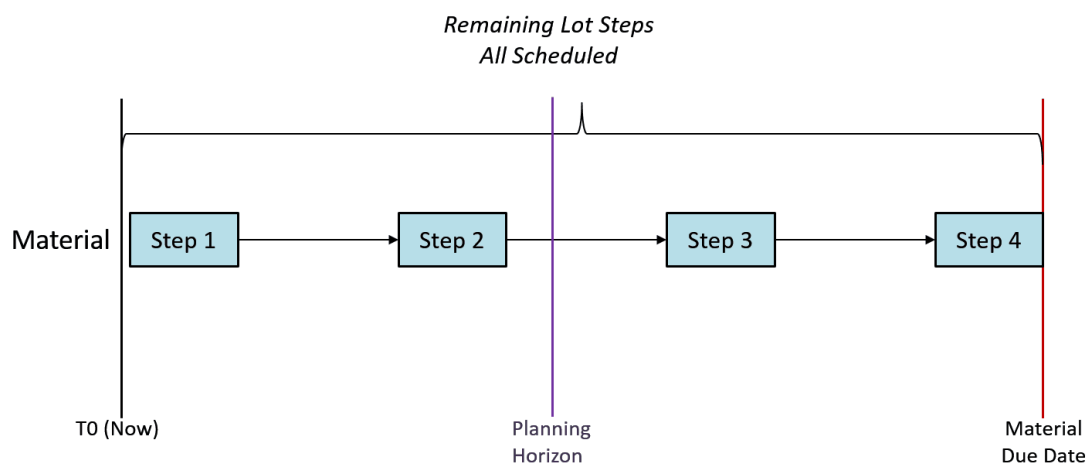 Remaining Lot Steps
All Scheduled
Material
Step 1
Step 2
Step 3
Step 4
T0 (Now)
Planning
Horizon
Material
Due Date